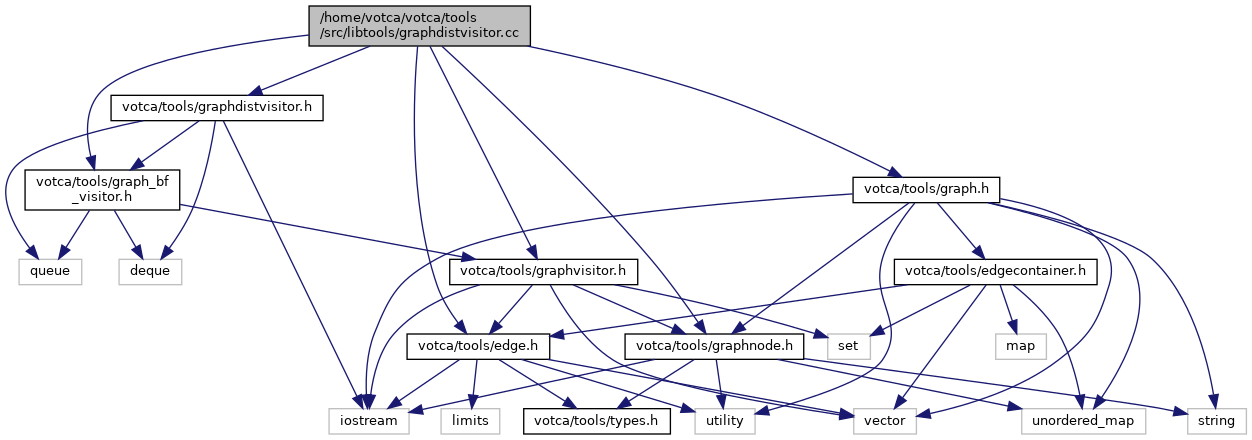 /home/votca/votca/tools
/src/libtools/graphdistvisitor.cc
votca/tools/graphdistvisitor.h
votca/tools/graph_bf
_visitor.h
votca/tools/graph.h
queue
deque
votca/tools/graphvisitor.h
votca/tools/edgecontainer.h
votca/tools/edge.h
votca/tools/graphnode.h
set
map
iostream
limits
votca/tools/types.h
utility
vector
unordered_map
string